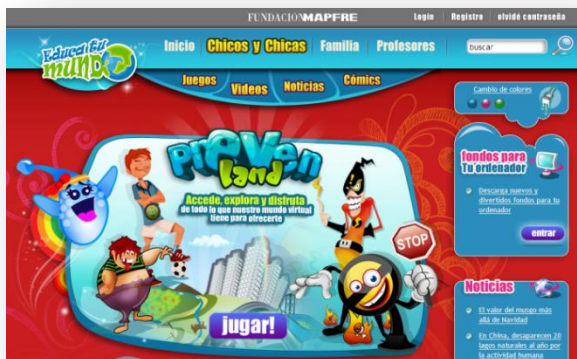 FUNDACIÓNMAPFRE
Login Registro olvidé contraseña
Educa tu
MUNDO
Inicio Chicos y Chicas Familia Profesores
buscar
Juegos Videos Noticias Cómics
Cambio de colores
preven
land
Accede, explora y disfruta
de todo lo que nuestro mundo virtual
tiene para ofrecerte
STOP
jugar!
fondos para
Tu ordenador
Descarga nuevos y
divertidos fondos para tu
ordenador
entrar
Noticias
El valor del musgo más
allá de Navidad
En China, desaparecen 20
lagos naturales al año por
la actividad humana